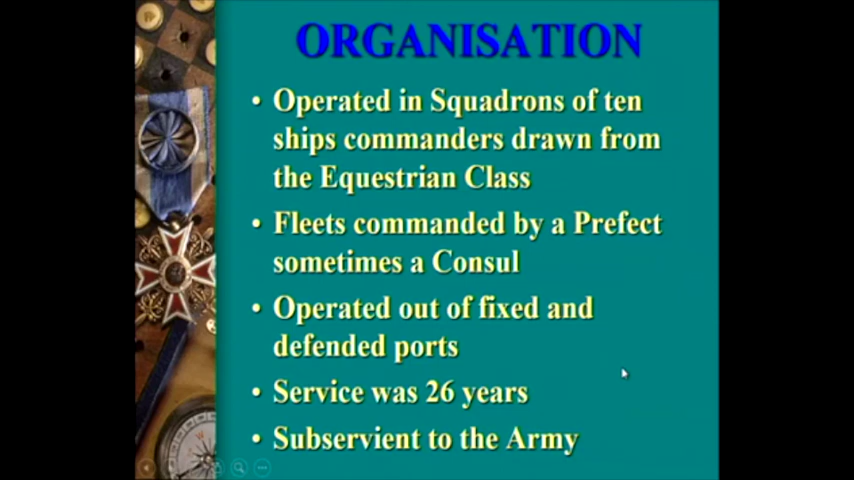 ORGANISATION
• Operated in Squadrons of ten
ships commanders drawn from
the Equestrian Class
• Fleets commanded by a Prefect
sometimes a Consul
• Operated out of fixed and
defended ports
• Service was 26 years
• Subservient to the Army